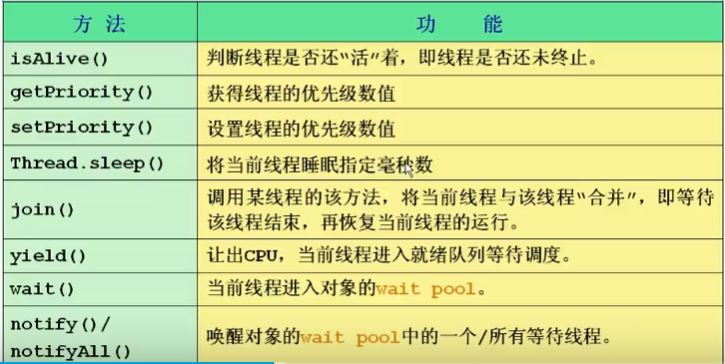 方 法 功 能
isAlive() 判断线程是否还“活”着，即线程是否还未终止。
getPriority() 获得线程的优先级数值
setPriority() 设置线程的优先级数值
Thread.sleep() 将当前线程睡眠指定毫秒数
join() 调用某线程的该方法，将当前线程与该线程“合并”，即等待
该线程结束，再恢复当前线程的运行。
yield() 让出CPU，当前线程进入就绪队列等待调度。
wait() 当前线程进入对象的wait pool。
notify()/
notifyAll() 唤醒对象的wait pool中的一个/所有等待线程。